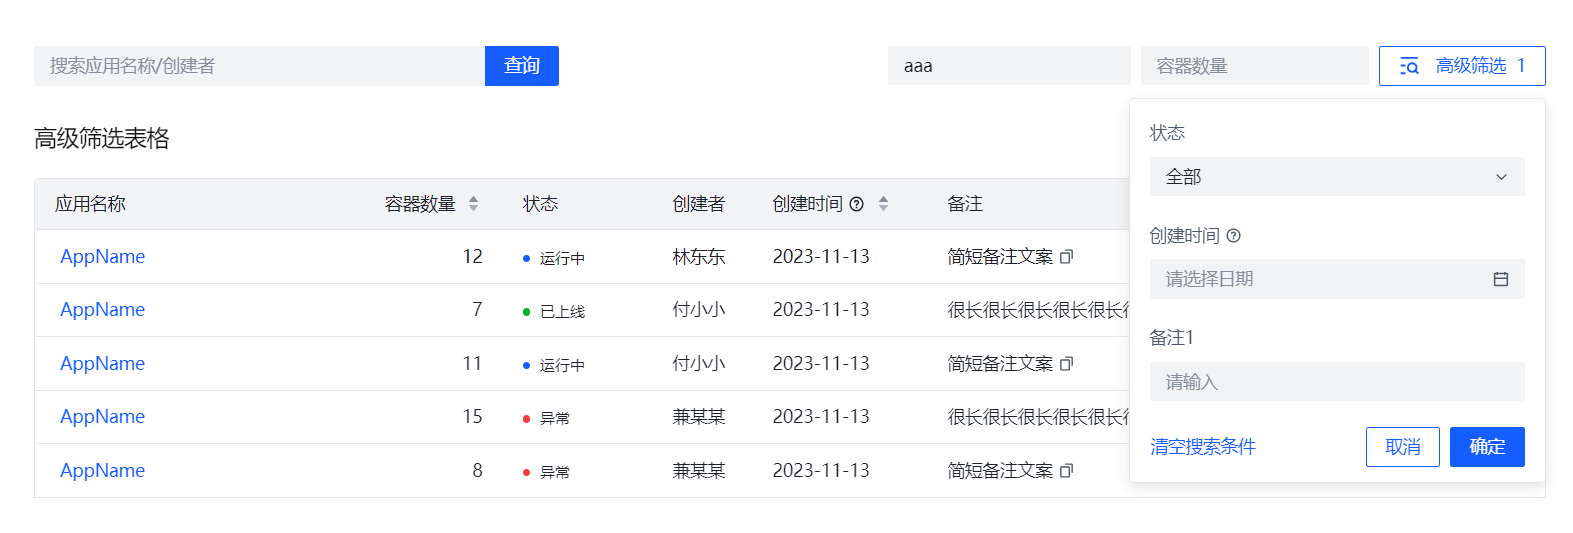 搜索应用名称/创建者 查询 aaa 容器数量 高级筛选 1
高级筛选表格
应用名称 容器数量 状态 创建者 创建时间 备注
AppName 12 运行中 林东东 2023-11-13 简短备注文案
AppName 7 已上线 付小小 2023-11-13 很长很长很长很长很长
AppName 11 运行中 付小小 2023-11-13 简短备注文案
AppName 15 异常 兼某某 2023-11-13 很长很长很长很长很长
AppName 8 异常 兼某某 2023-11-13 简短备注文案
状态
全部
创建时间
请选择日期
备注1
请输入
清空搜索条件 取消 确定